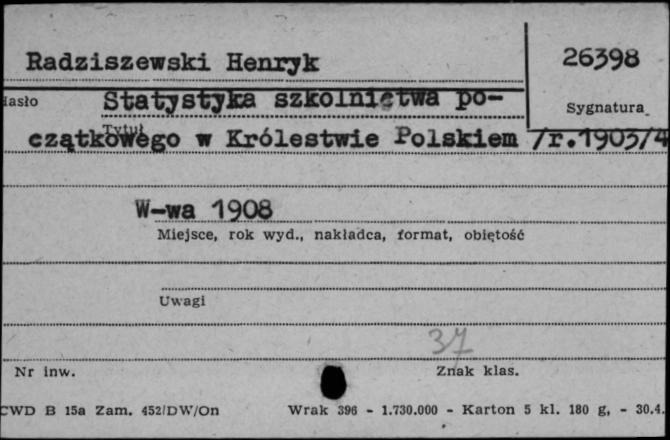 Radziszewski Henryk
26398
Hasło
Statystyka szkolnictwa po-
Sygnatura
Tytuł
czątkowego w Królestwie Polskiem /r.1903/4
W-wa 1908
Miejsce, rok wyd., nakładca, format, obiętość
Uwagi
37
Nr inw.
Znak klas.
CWD B 15a Zam. 452/DW/On
Wrak 396 - 1.730.000 - Karton 5 kl. 180 g, - 30.4.